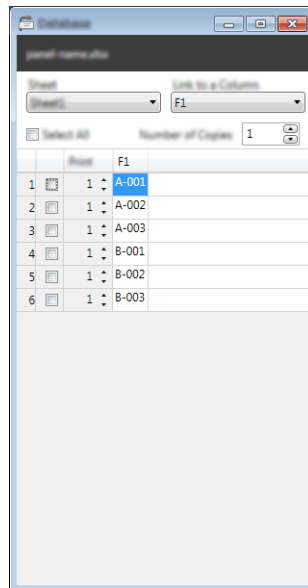 Database
panel-name.xlsx
Sheet
Link to a Column
Sheet1
F1
Select All
Number of Copies
1
Print
F1
1 1 A-001
2 1 A-002
3 1 A-003
4 1 B-001
5 1 B-002
6 1 B-003